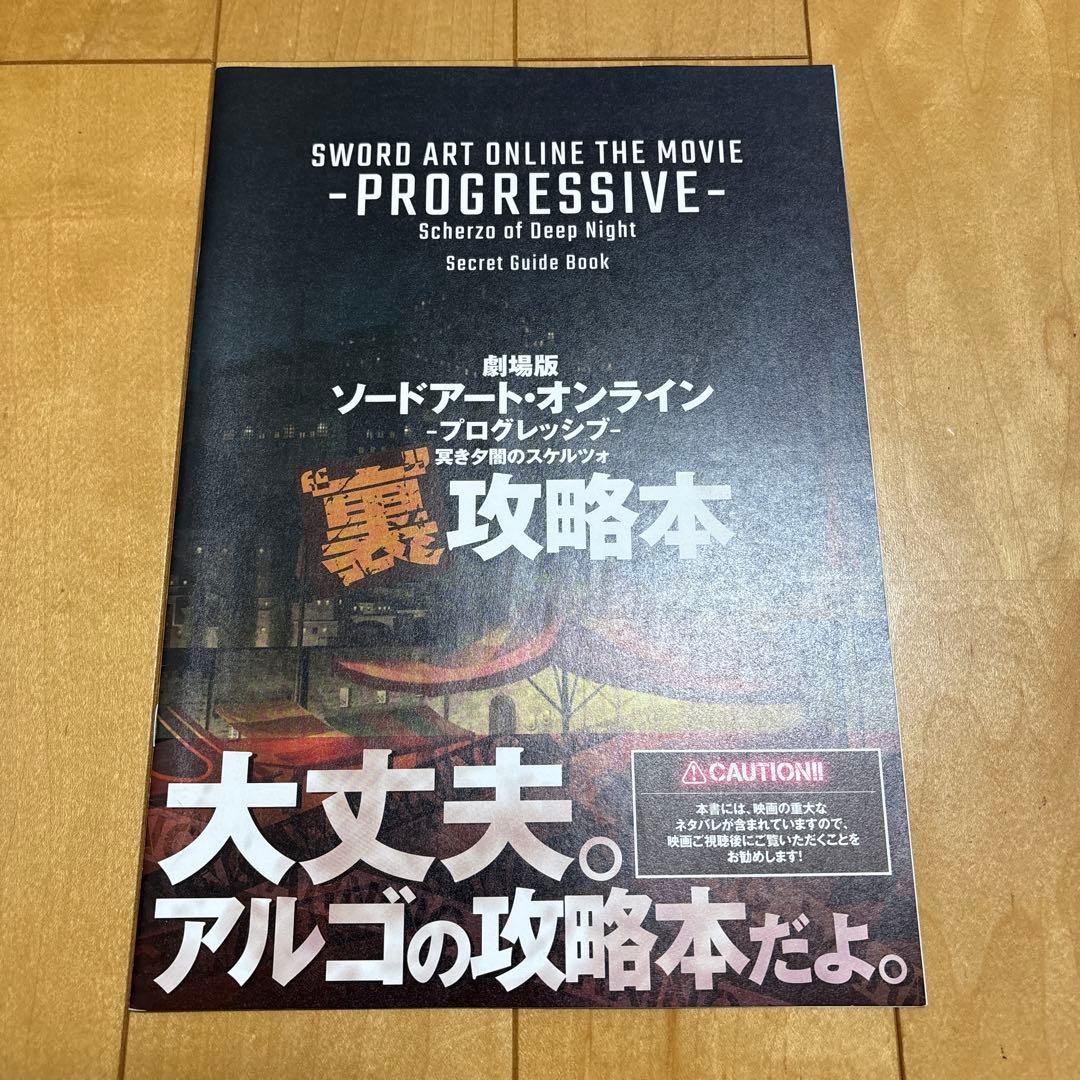 SWORD ART ONLINE THE MOVIE
-PROGRESSIVE-
Scherzo of Deep Night
Secret Guide Book
劇場版
ソードアート・オンライン
-プログレッシブ-
冥き夕闇のスケルツォ
“裏”攻略本
大丈夫。
アルゴの攻略本だよ。
⚠CAUTION!!
本書には、映画の重大な
ネタバレが含まれていますので、
映画ご視聴後にご覧いただくことを
お勧めします!